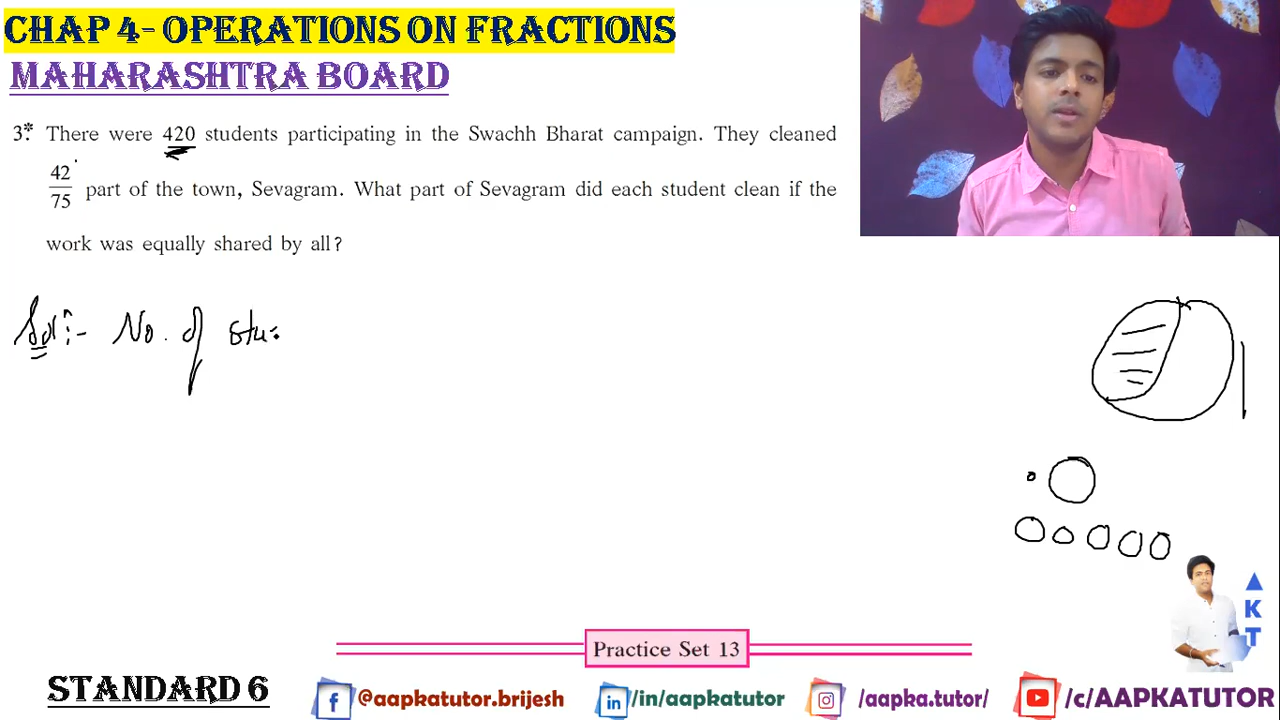 CHAP 4- OPERATIONS ON FRACTIONS
MAHARASHTRA BOARD
3* There were 420 students participating in the Swachh Bharat campaign. They cleaned
42/75 part of the town, Sevagram. What part of Sevagram did each student clean if the
work was equally shared by all?
Sol:- No. of stu
Practice Set 13
STANDARD 6
@aapkatutor.brijesh
/in/aapkatutor
/aapka.tutor/
/c/AAPKATUTOR
AKT